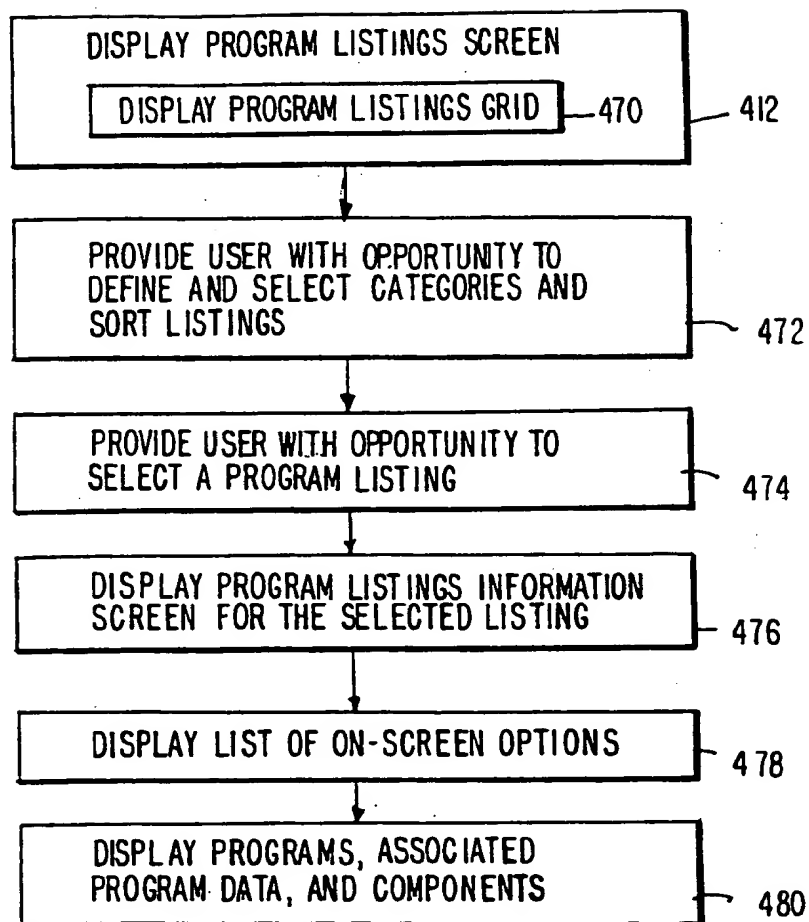 DISPLAY PROGRAM LISTINGS SCREEN
DISPLAY PROGRAM LISTINGS GRID
470
412
PROVIDE USER WITH OPPORTUNITY TO
DEFINE AND SELECT CATEGORIES AND
SORT LISTINGS
472
PROVIDE USER WITH OPPORTUNITY TO
SELECT A PROGRAM LISTING
474
DISPLAY PROGRAM LISTINGS INFORMATION
SCREEN FOR THE SELECTED LISTING
476
DISPLAY LIST OF ON-SCREEN OPTIONS
478
DISPLAY PROGRAMS, ASSOCIATED
PROGRAM DATA, AND COMPONENTS
480